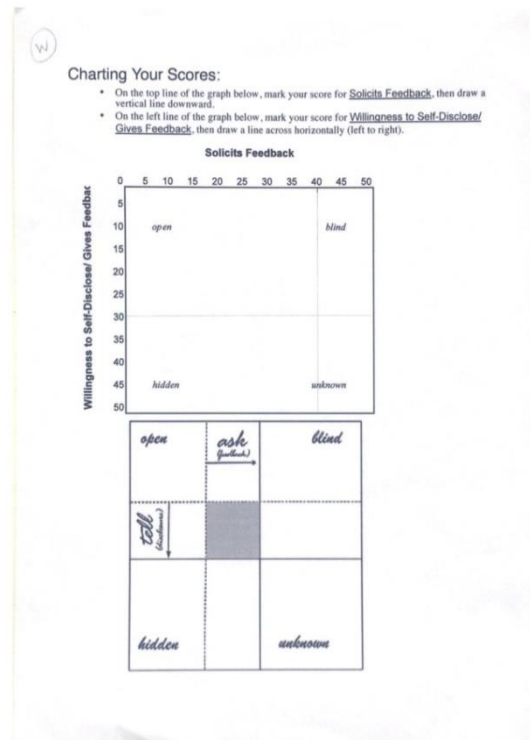 W
Charting Your Scores:
• On the top line of the graph below, mark your score for Solicits Feedback, then draw a
vertical line downward.
• On the left line of the graph below, mark your score for Willingness to Self-Disclose/
Gives Feedback, then draw a line across horizontally (left to right).
Solicits Feedback
0 5 10 15 20 25 30 35 40 45 50
Willingness to Self-Disclose/ Gives Feedbac
5
10
15
20
25
30
35
40
45
50
open blind
hidden unknown
open ask blind
(feedback)
tell
(disclosure)
hidden unknown